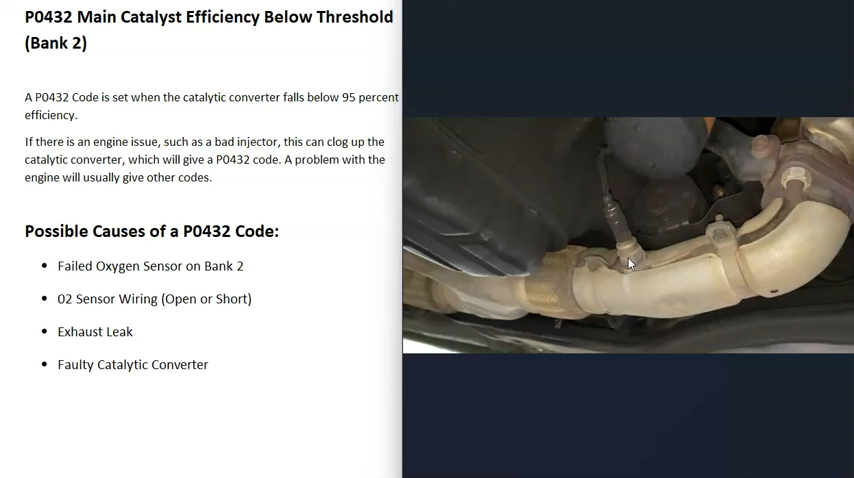 P0432 Main Catalyst Efficiency Below Threshold
(Bank 2)
A P0432 Code is set when the catalytic converter falls below 95 percent
efficiency.
If there is an engine issue, such as a bad injector, this can clog up the
catalytic converter, which will give a P0432 code. A problem with the
engine will usually give other codes.
Possible Causes of a P0432 Code:
• Failed Oxygen Sensor on Bank 2
• 02 Sensor Wiring (Open or Short)
• Exhaust Leak
• Faulty Catalytic Converter